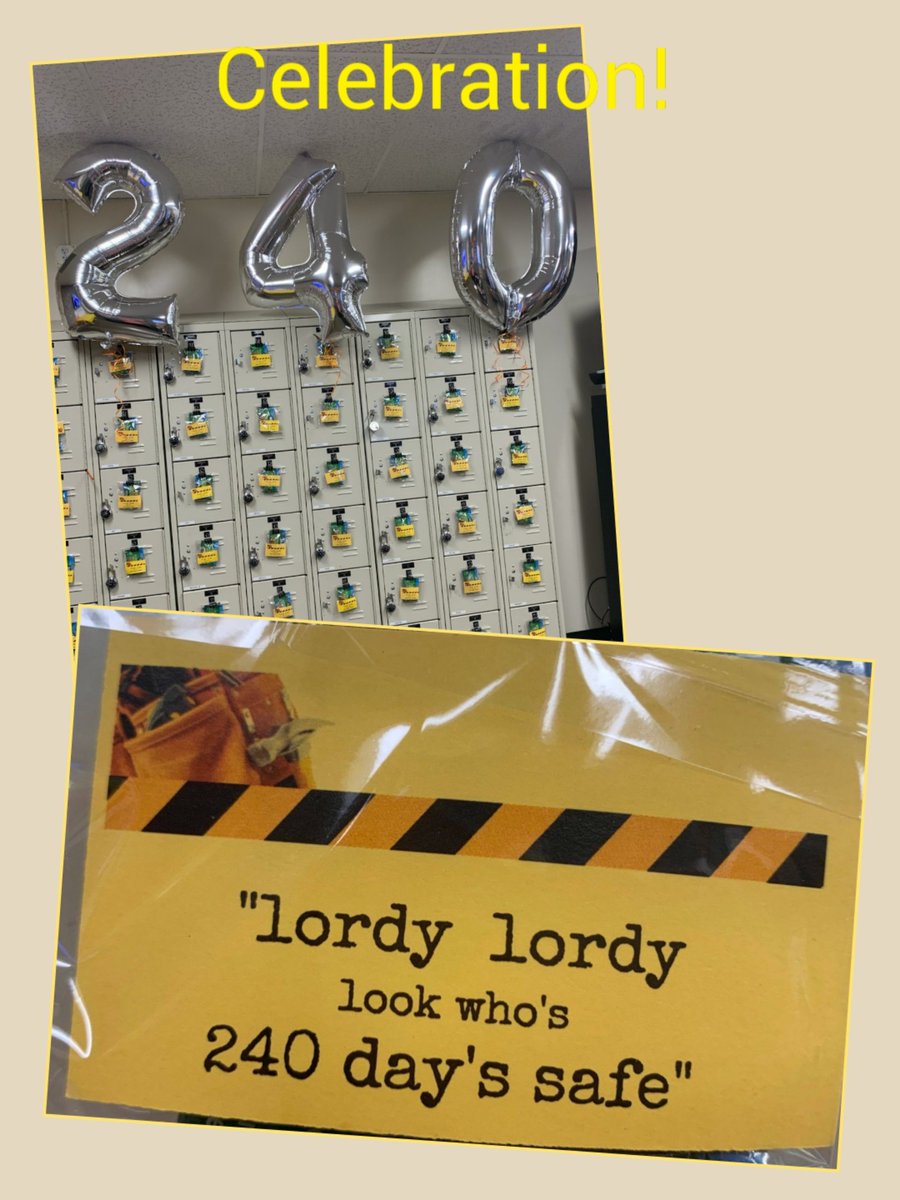 Celebration!
240
"lordy lordy
look who's
240 day's safe"